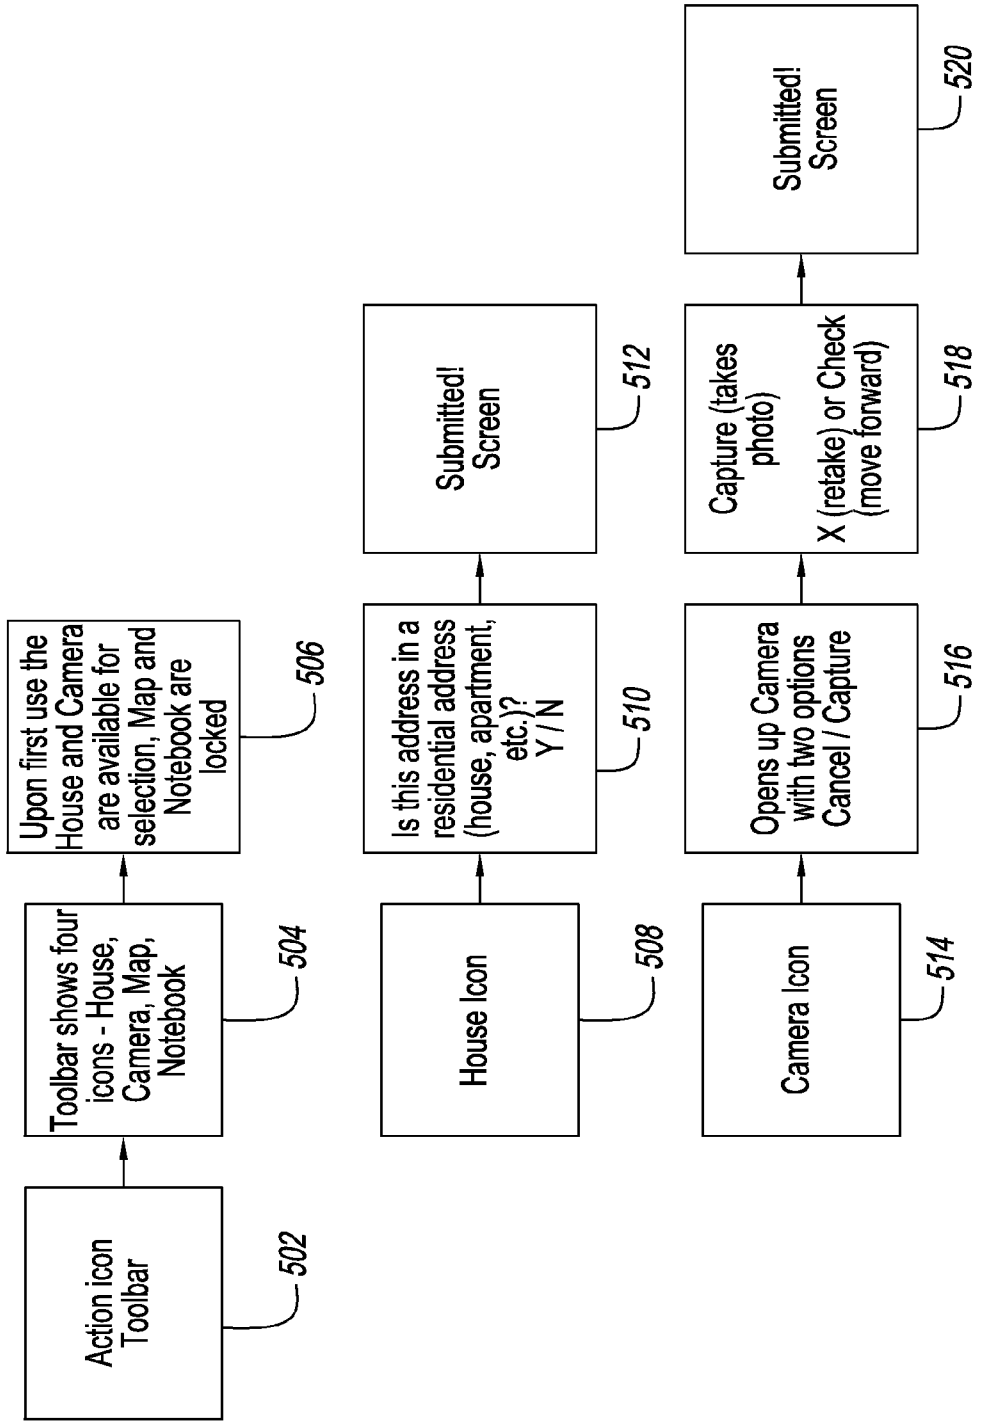 Action icon
Toolbar
502
Toolbar shows four
icons - House,
Camera, Map,
Notebook
504
Upon first use the
House and Camera
are available for
selection, Map and
Notebook are
locked
506
House Icon
508
Is this address in a
residential address
(house, apartment,
etc.)?
Y / N
510
Submitted!
Screen
512
Camera Icon
514
Opens up Camera
with two options
Cancel / Capture
516
Capture (takes
photo)
X (retake) or Check
(move forward)
518
Submitted!
Screen
520